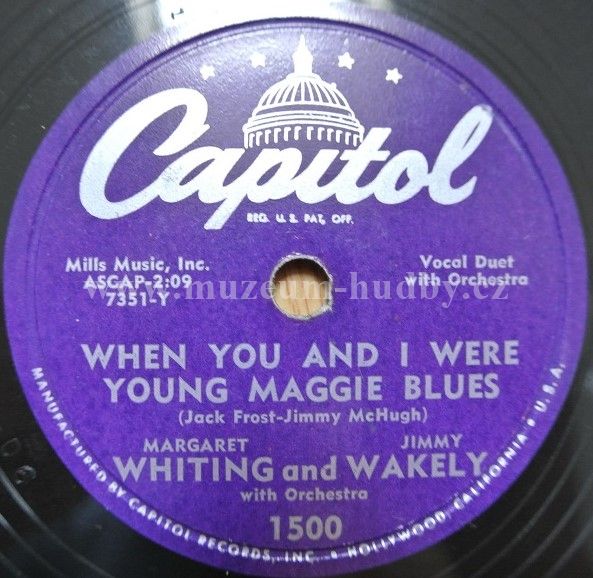 Capitol
REG. U.S. PAT. OFF.
Mills Music, Inc.
ASCAP-2:09
7351-Y
Vocal Duet
with Orchestra
www.muzeum-hudby.cz
WHEN YOU AND I WERE
YOUNG MAGGIE BLUES
(Jack Frost-Jimmy McHugh)
MARGARET JIMMY
WHITING and WAKELY
with Orchestra
1500
MANUFACTURED BY CAPITOL RECORDS, INC. • HOLLYWOOD, CALIFORNIA • U.S.A.